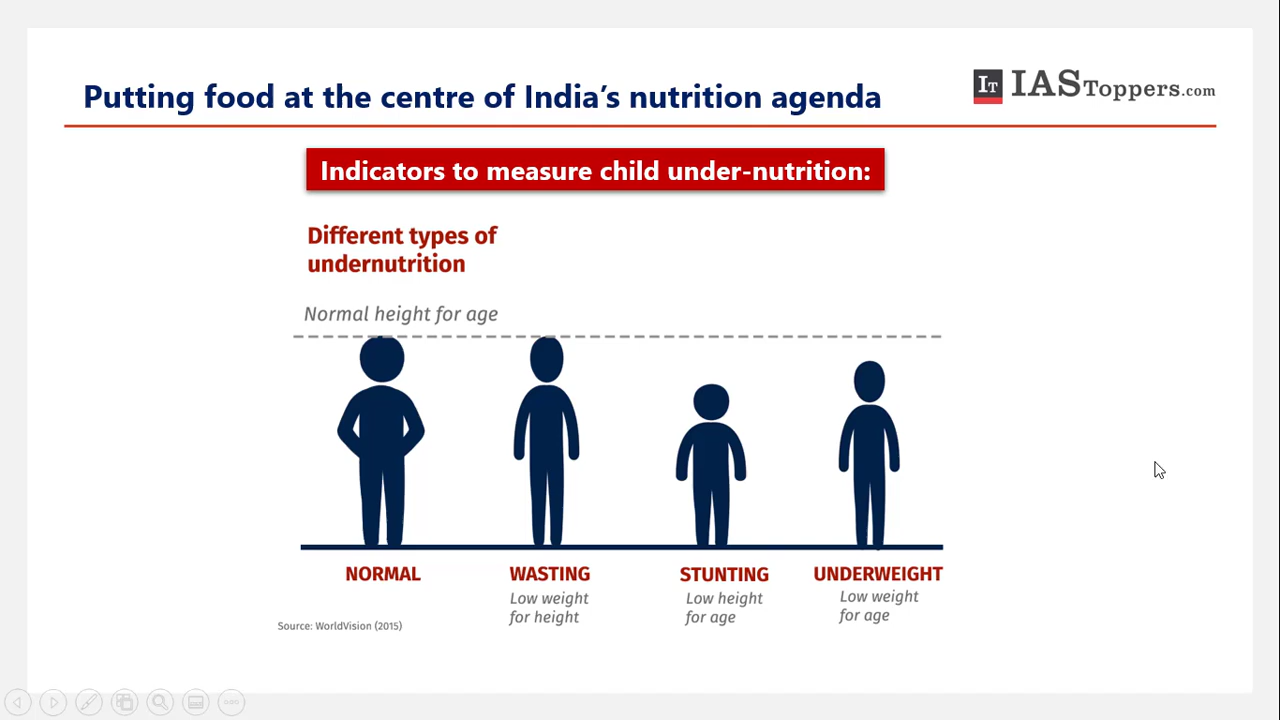 Putting food at the centre of India's nutrition agenda
IT IASToppers.com
Indicators to measure child under-nutrition:
Different types of
undernutrition
Normal height for age
NORMAL
WASTING
Low weight
for height
STUNTING
Low height
for age
UNDERWEIGHT
Low weight
for age
Source: WorldVision (2015)